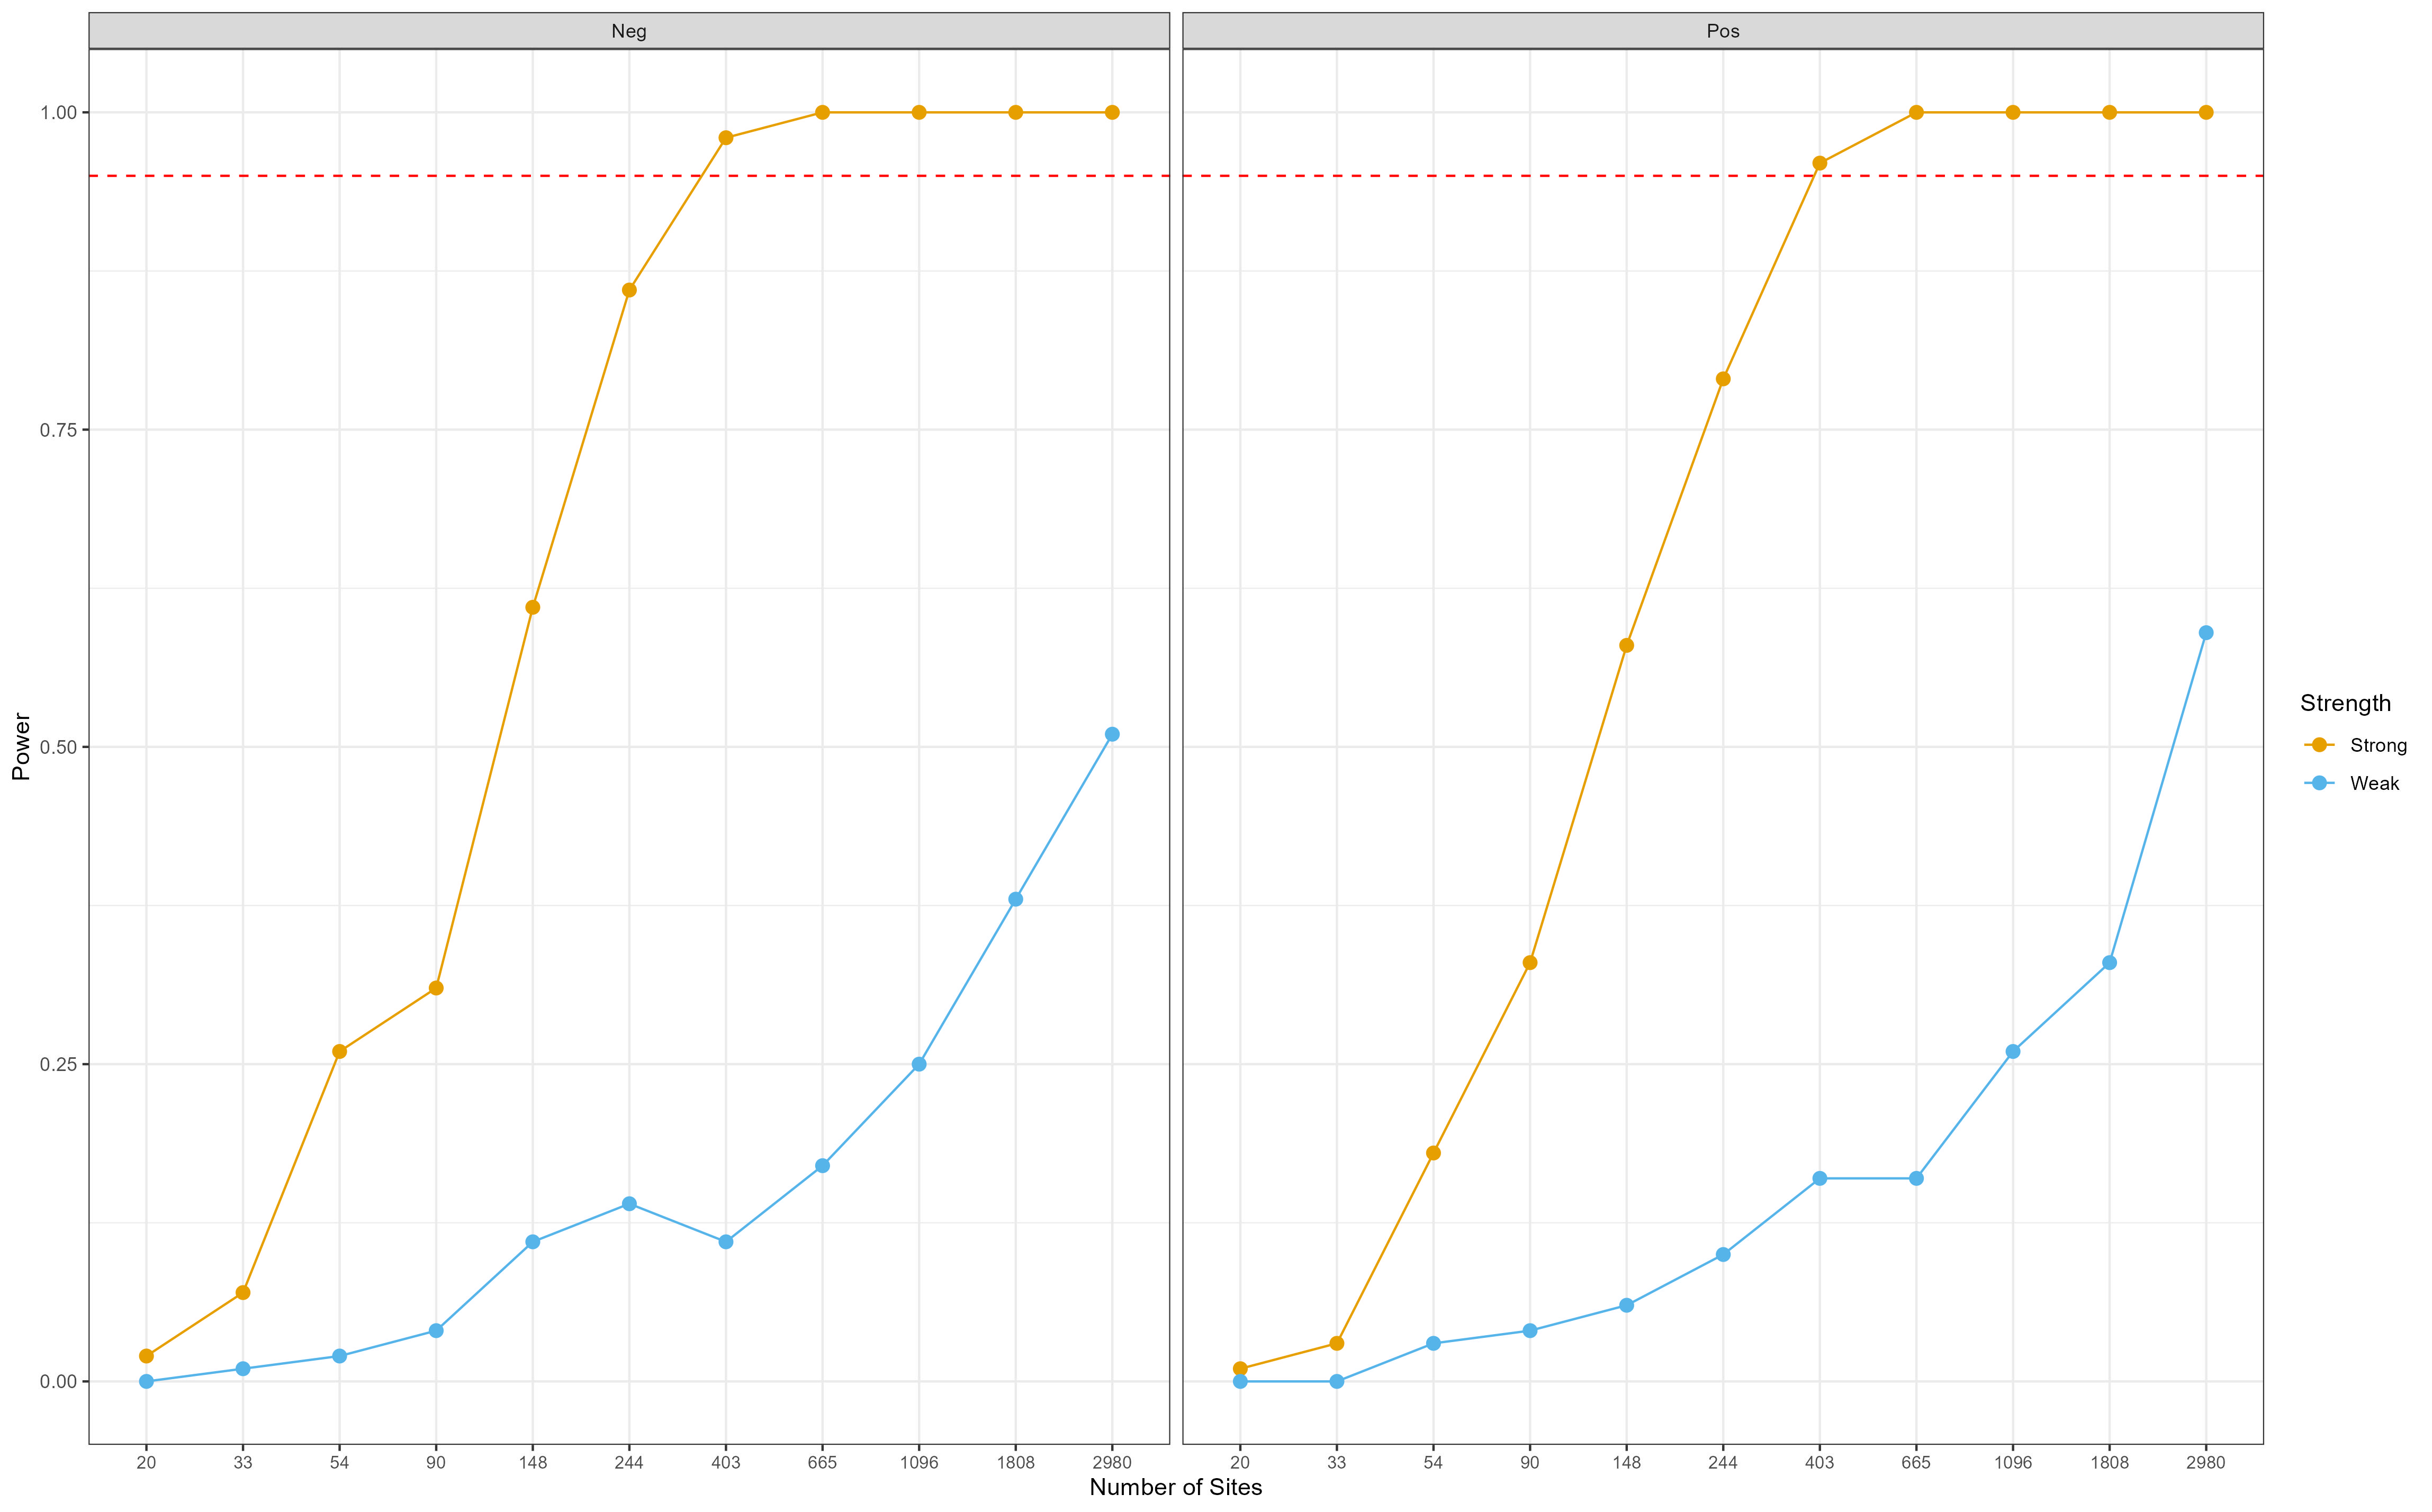 Neg
Pos
1.00
0.75
0.50
0.25
0.00
Power
20 33 54 90 148 244 403 665 1096 1808 2980
20 33 54 90 148 244 403 665 1096 1808 2980
Number of Sites
Strength
Strong
Weak